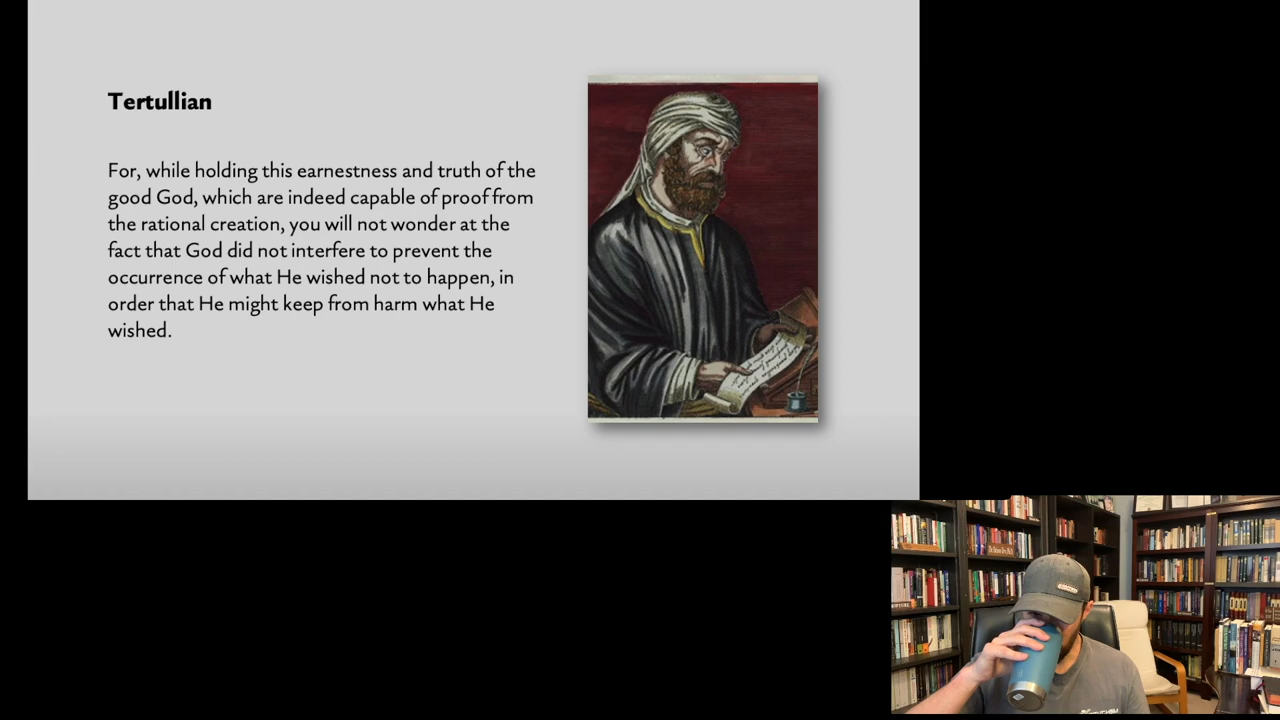 Tertullian
For, while holding this earnestness and truth of the
good God, which are indeed capable of proof from
the rational creation, you will not wonder at the
fact that God did not interfere to prevent the
occurrence of what He wished not to happen, in
order that He might keep from harm what He
wished.